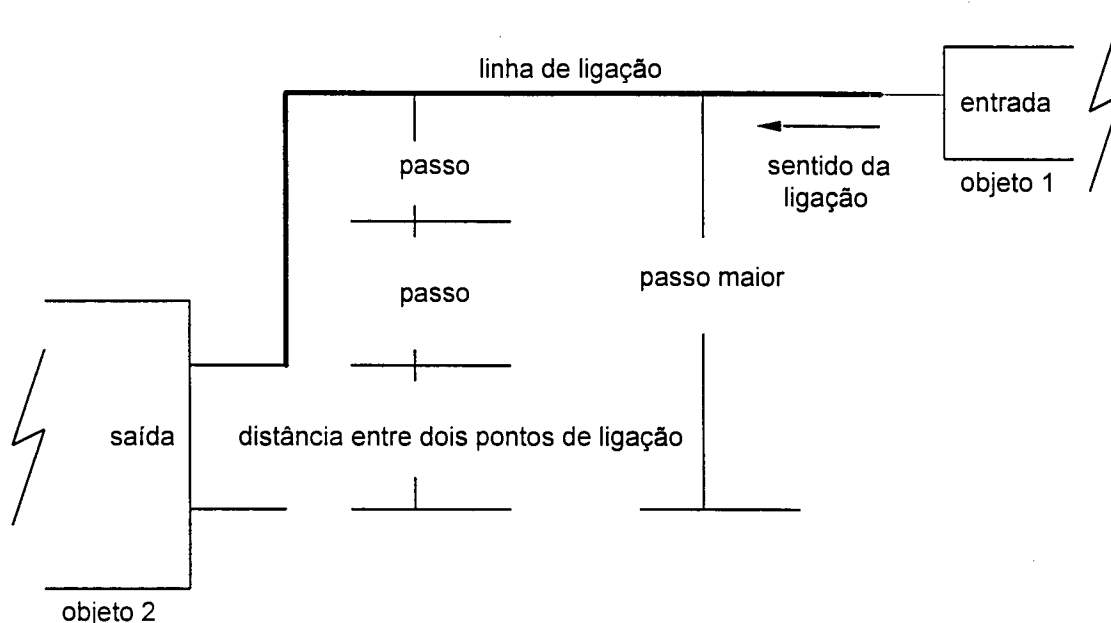 linha de ligação
entrada
passo
sentido da
ligação
objeto 1
passo
passo maior
saída
distância entre dois pontos de ligação
objeto 2